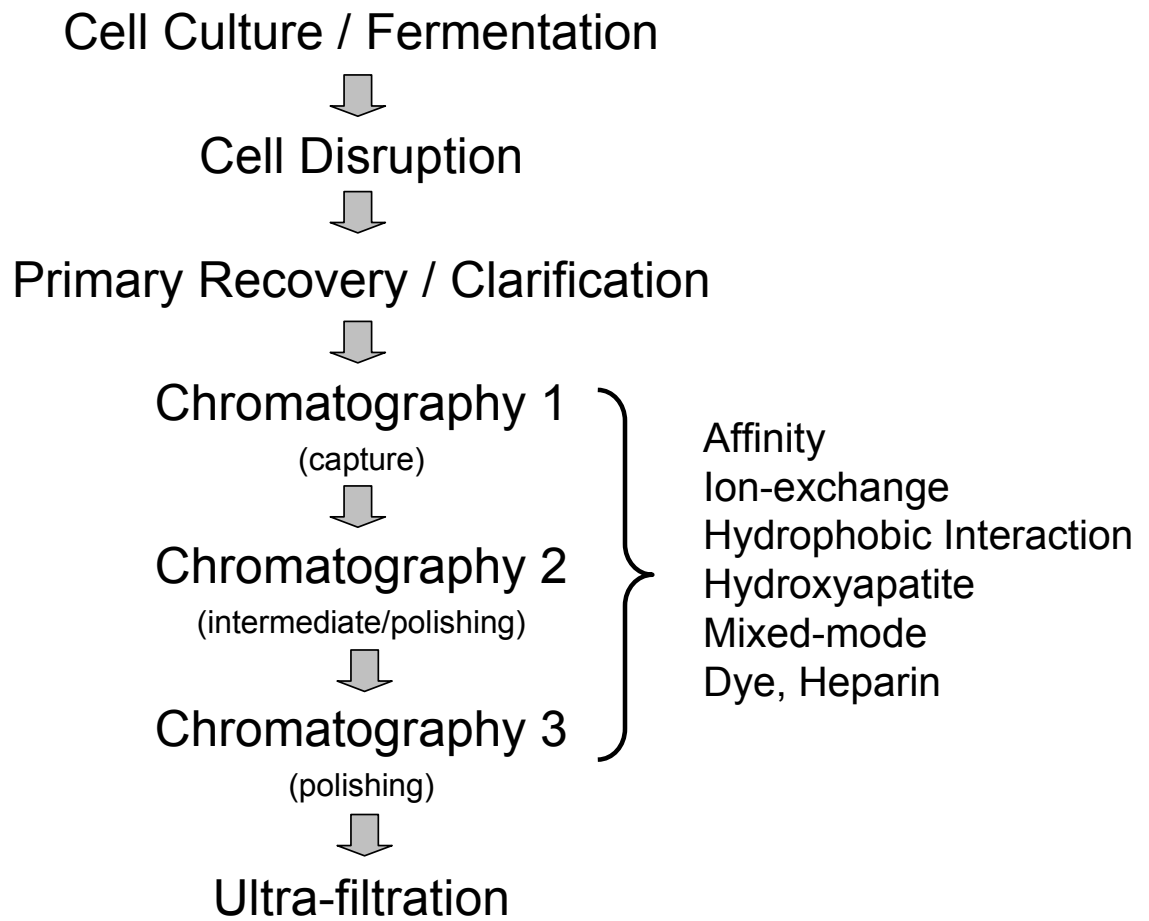 Cell Culture / Fermentation
Cell Disruption
Primary Recovery / Clarification
Chromatography 1
(capture)
Chromatography 2
(intermediate/polishing)
Chromatography 3
(polishing)
Ultra-filtration
Affinity
Ion-exchange
Hydrophobic Interaction
Hydroxyapatite
Mixed-mode
Dye, Heparin